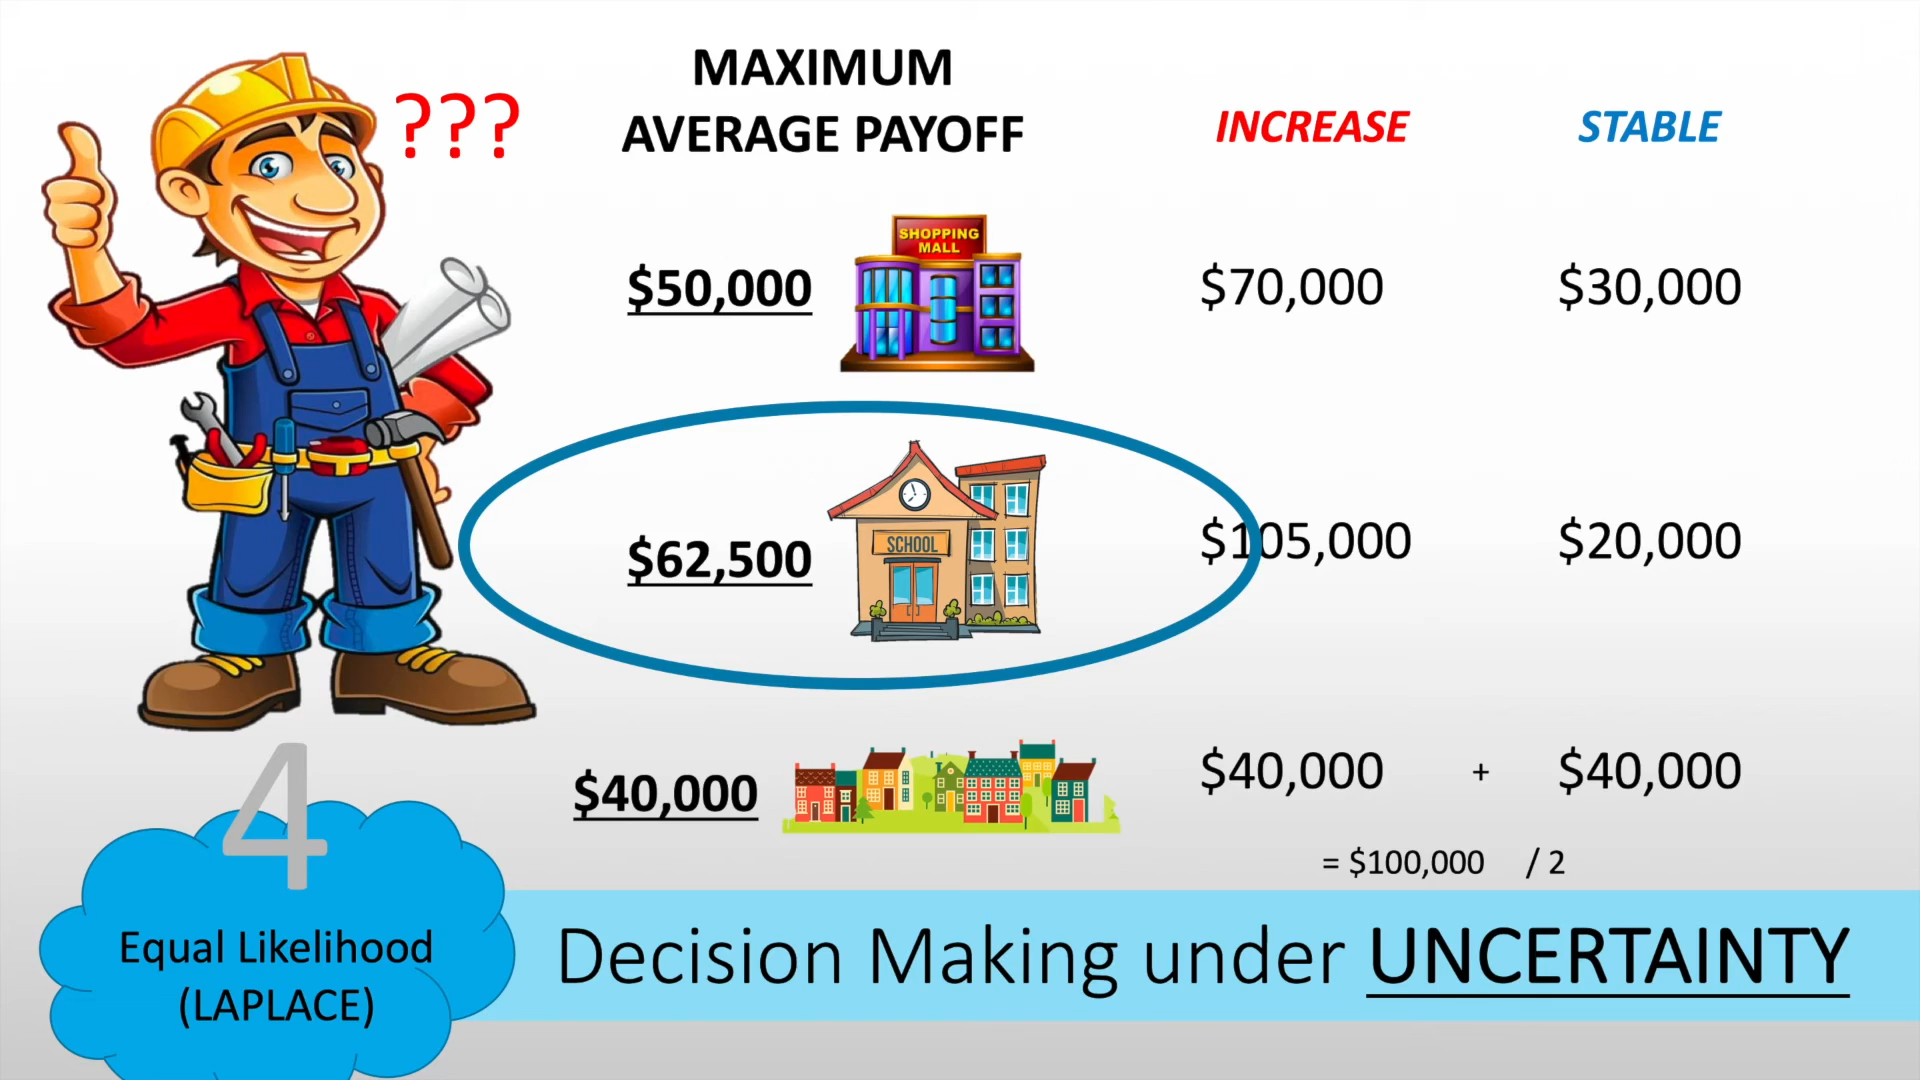 ???
MAXIMUM
AVERAGE PAYOFF
INCREASE
STABLE
SHOPPING
MALL
$50,000
$70,000
$30,000
SCHOOL
$62,500
$105,000
$20,000
$40,000
$40,000 + $40,000
= $100,000 / 2
4
Equal Likelihood
(LAPLACE)
Decision Making under UNCERTAINTY